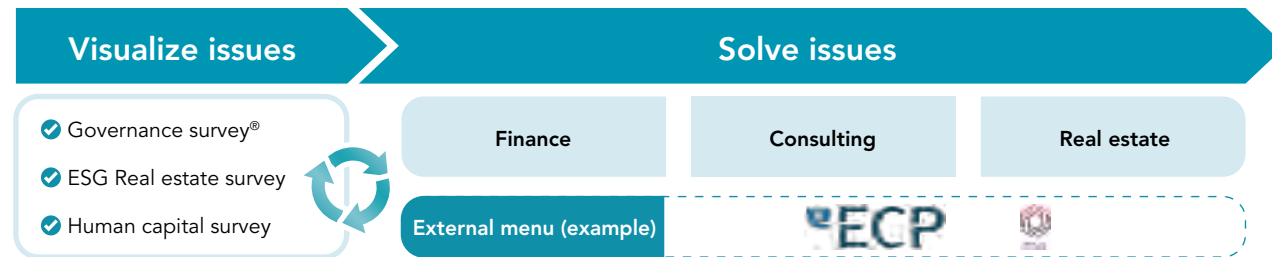 Visualize issues
Solve issues
Governance survey®
ESG Real estate survey
Human capital survey
Finance
Consulting
Real estate
External menu (example)
ECP